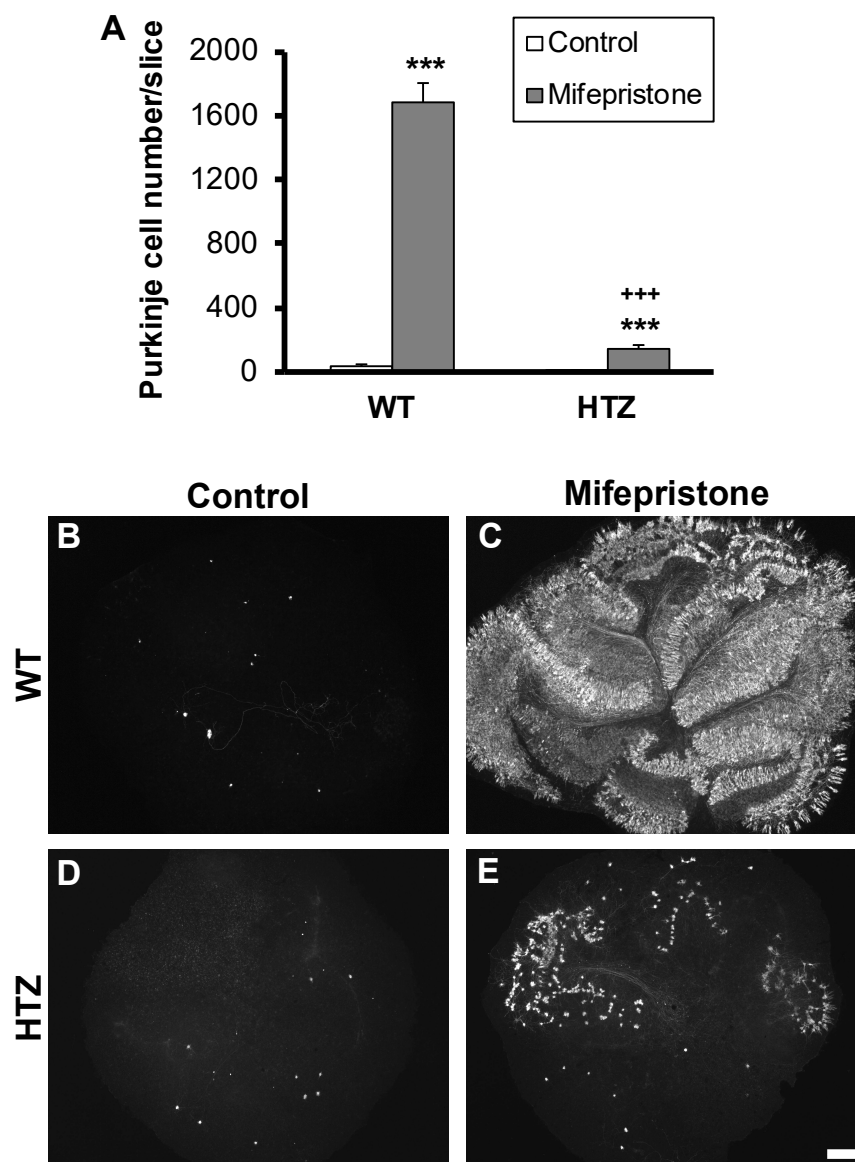 A
Purkinje cell number/slice
2000
1600
1200
800
400
0
***
+++
***
WT
HTZ
Control
Mifepristone
Control
Mifepristone
WT
B
C
HTZ
D
E